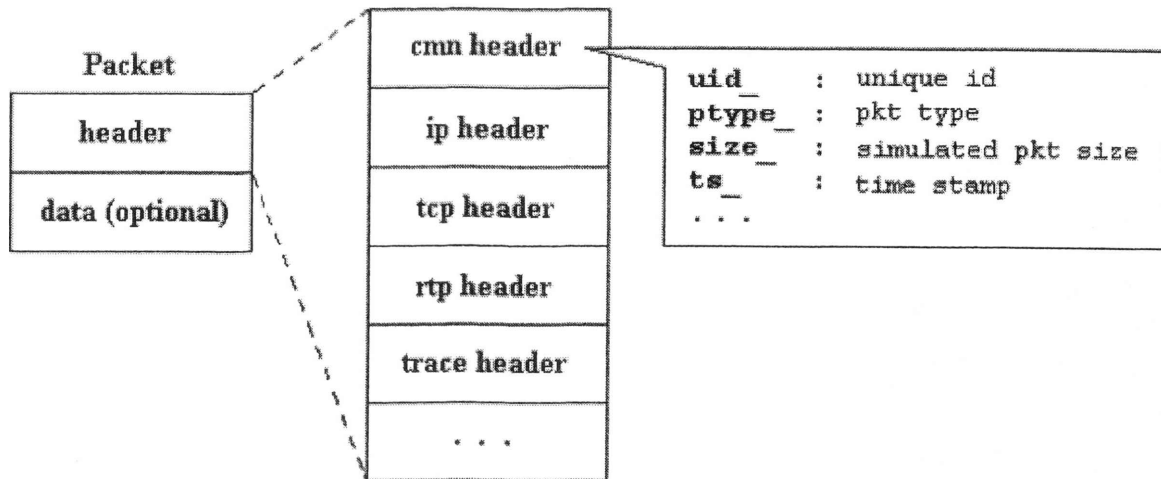 Packet
header
data (optional)
cmn header
ip header
tcp header
rtp header
trace header
. . .
uid_ : unique id
ptype_ : pkt type
size_ : simulated pkt size
ts_ : time stamp
. . .